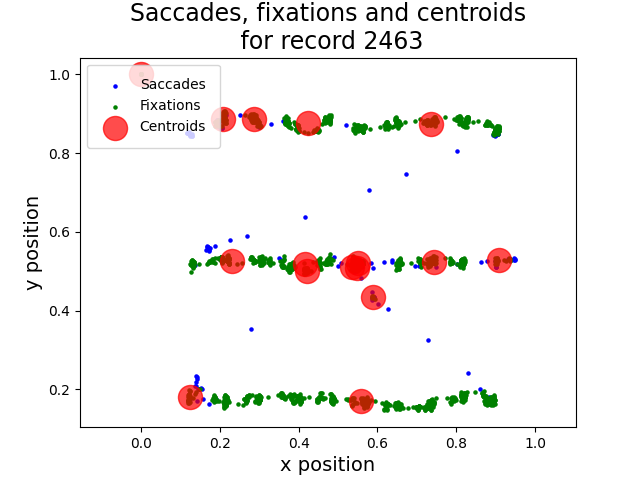 Saccades, fixations and centroids
for record 2463
Saccades
Fixations
Centroids
y position
1.0
0.8
0.6
0.4
0.2
0.0 0.2 0.4 0.6 0.8 1.0
x position